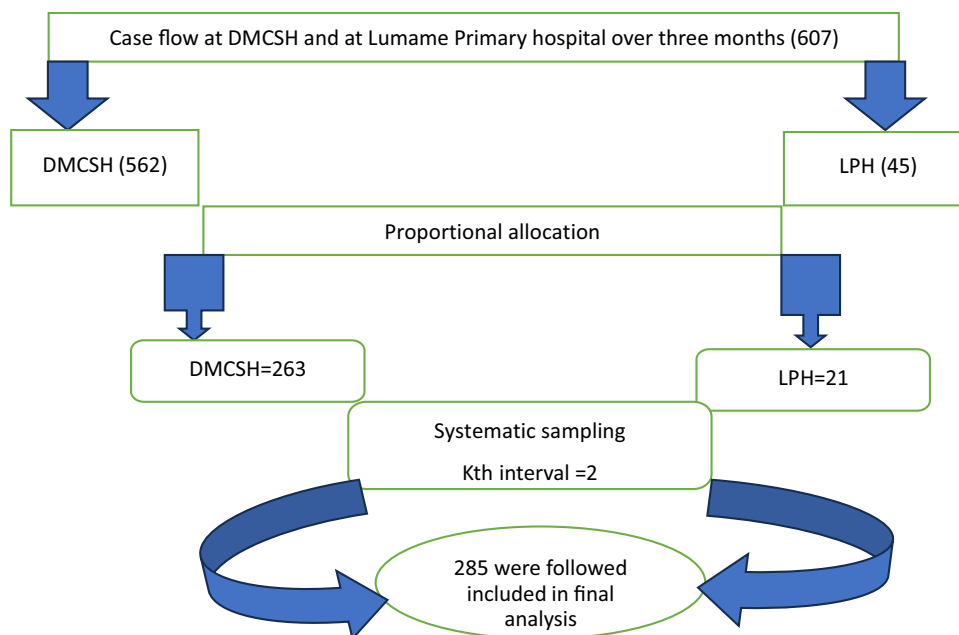 Case flow at DMCSH and at Lumame Primary hospital over three months (607)
DMCSH (562)
LPH (45)
Proportional allocation
DMCSH=263
LPH=21
Systematic sampling
Kth interval =2
285 were followed
included in final
analysis